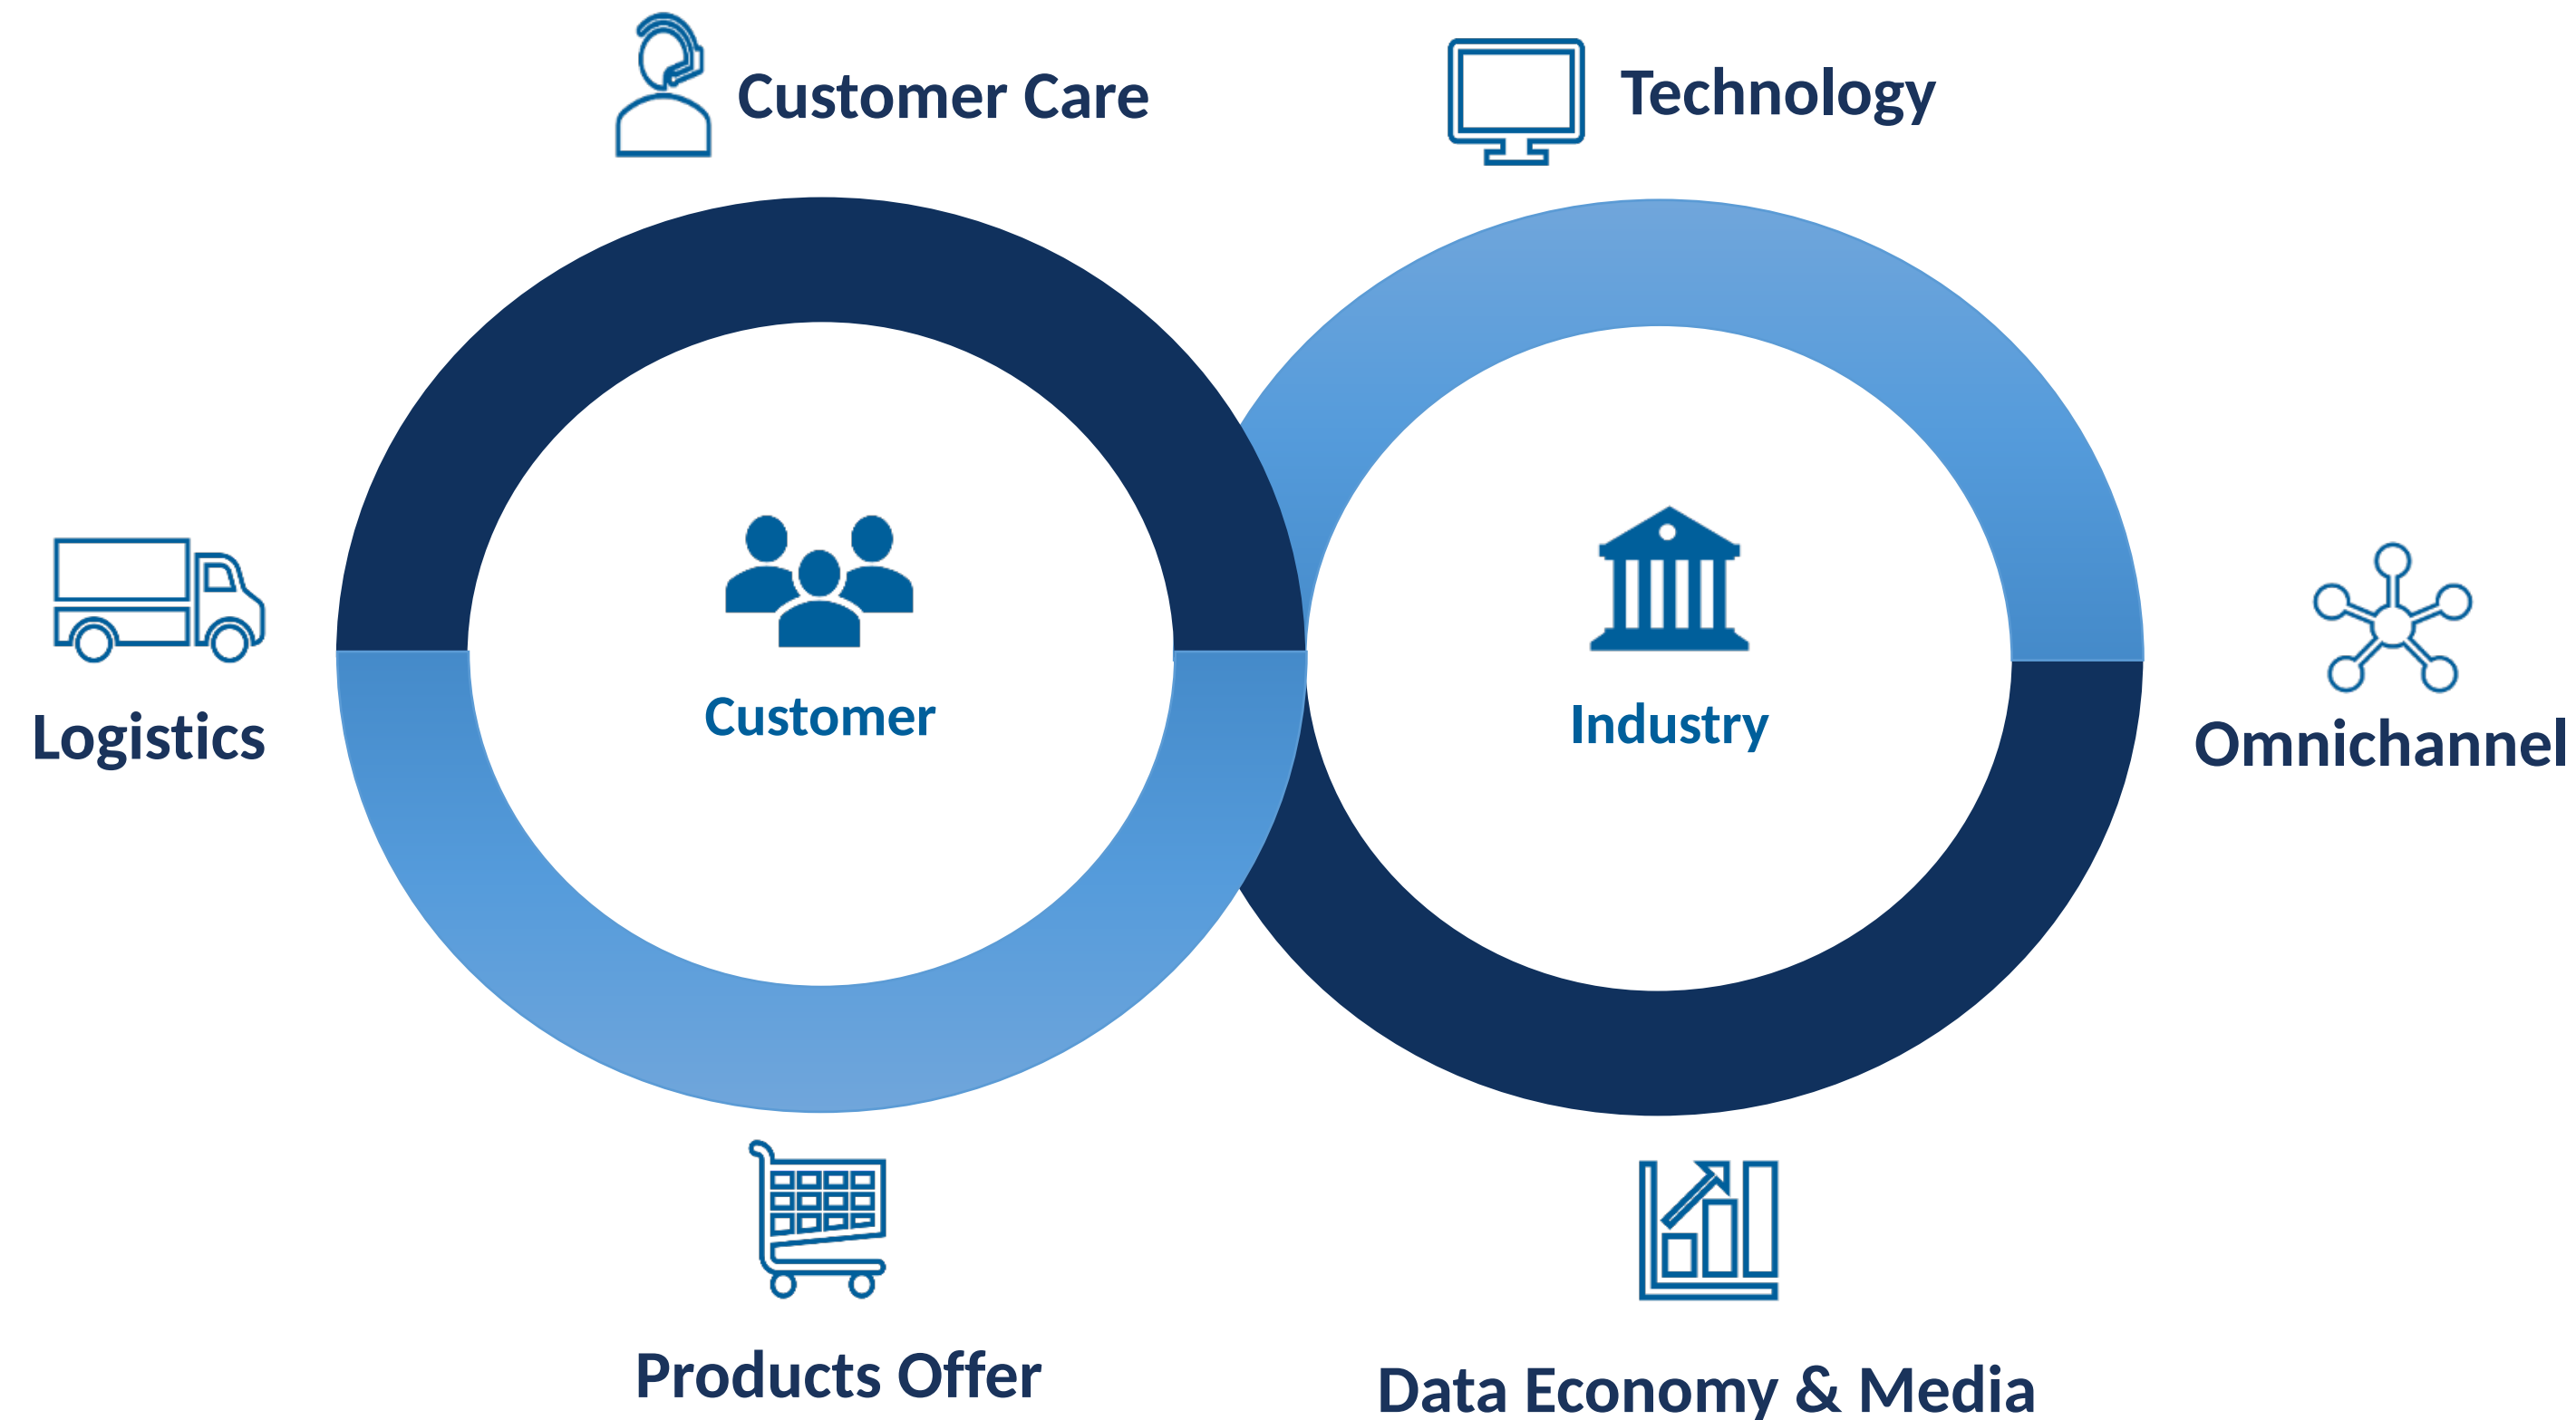 Customer Care
Technology
Logistics
Customer
Industry
Omnichannel
Products Offer
Data Economy & Media